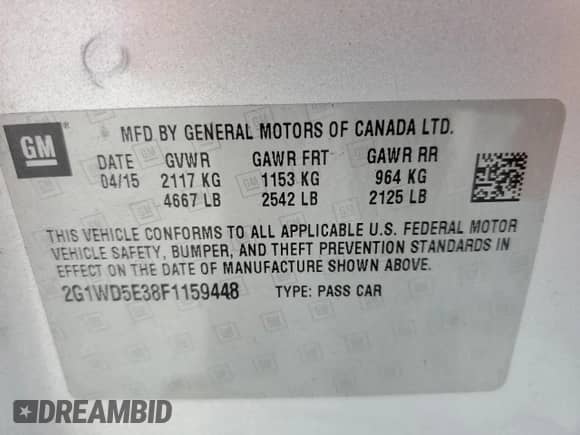 GM
MFD BY GENERAL MOTORS OF CANADA LTD.
DATE GVWR GAWR FRT GAWR RR
04/15 2117 KG 1153 KG 964 KG
4667 LB 2542 LB 2125 LB
THIS VEHICLE CONFORMS TO ALL APPLICABLE U.S. FEDERAL MOTOR
VEHICLE SAFETY, BUMPER, AND THEFT PREVENTION STANDARDS IN
EFFECT ON THE DATE OF MANUFACTURE SHOWN ABOVE.
2G1WD5E38F1159448 TYPE: PASS CAR
DREAMBID